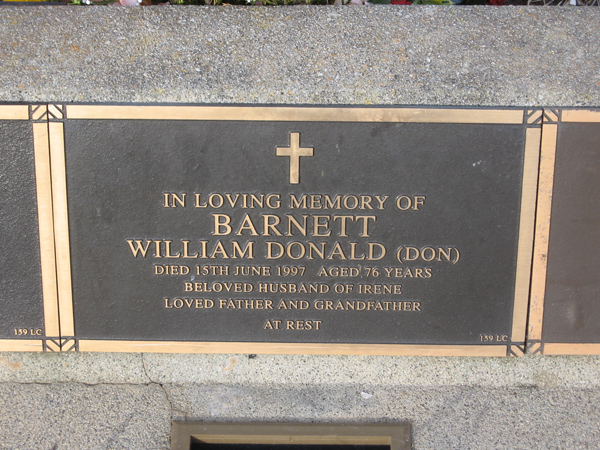 IN LOVING MEMORY OF
BARNETT
WILLIAM DONALD (DON)
DIED 15TH JUNE 1997 AGED 76 YEARS
BELOVED HUSBAND OF IRENE
LOVED FATHER AND GRANDFATHER
AT REST
159 LC
159 LC